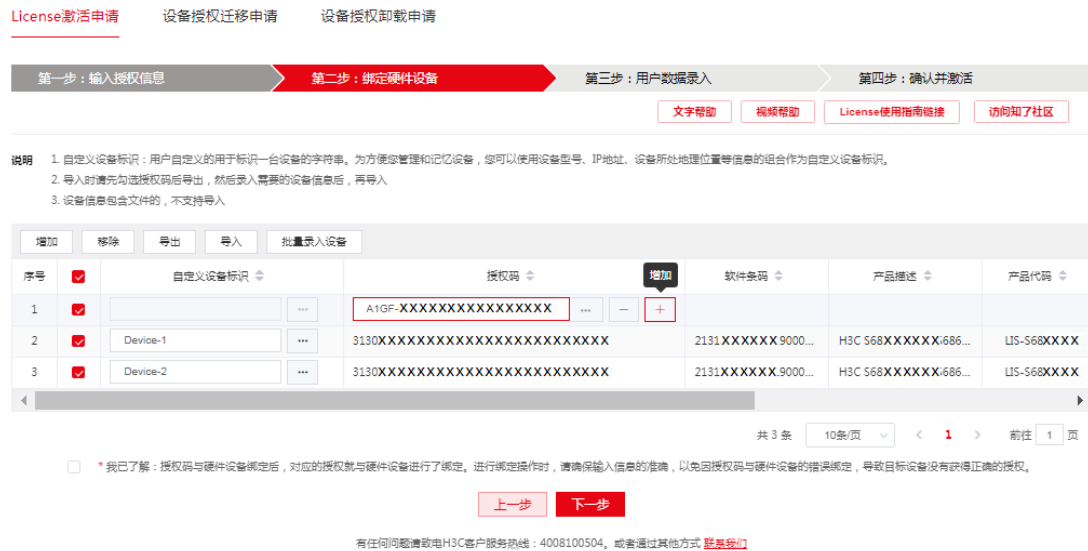 License激活申请 设备授权迁移申请 设备授权卸载申请
第一步：输入授权信息 第二步：绑定硬件设备 第三步：用户数据录入 第四步：确认并激活
文字帮助 视频帮助 License使用指南链接 访问知了社区
说明 1. 自定义设备标识：用户自定义的用于标识一台设备的字符串。为方便您管理和记忆设备，您可以使用设备型号、IP地址、设备所处地理位置等信息的组合作为自定义设备标识。
2. 导入时请先勾选授权码后导出，然后录入需要的设备信息后，再导入
3. 设备信息包含文件的，不支持导入
增加 移除 导出 导入 批量录入设备
序号 自定义设备标识 授权码 增加 软件条码 产品描述 产品代码
1 ... A1GF-XXXXXXXXXXXXXXXX ... － +
2 Device-1 ... 3130XXXXXXXXXXXXXXXXXXXXXXXX 2131XXXXXX9000... H3C S68XXXXXX686... LIS-S68XXXX
3 Device-2 ... 3130XXXXXXXXXXXXXXXXXXXXXXXX 2131XXXXXX.9000... H3C S68XXXXXX686... LIS-S68XXXX
共 3 条 10条/页 < 1 > 前往 1 页
* 我已了解：授权码与硬件设备绑定后，对应的授权就与硬件设备进行了绑定。进行绑定操作时，请确保输入信息的准确，以免因授权码与硬件设备的错误绑定，导致目标设备没有获得正确的授权。
上一步 下一步
有任何问题请致电H3C客户服务热线：4008100504。或者通过其他方式 联系我们